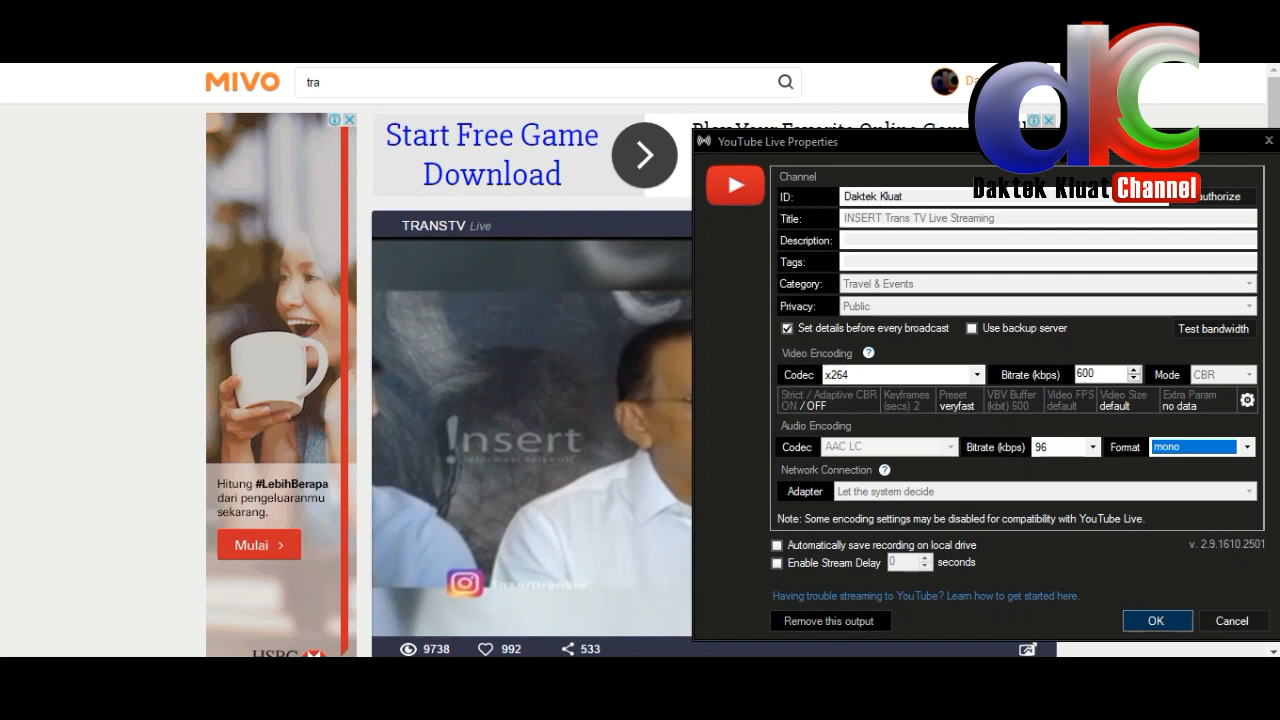 MIVO
tra
Start Free Game
Download
TRANSTV Live
nsert
9738
992
533
Hitung #LebihBerapa
dari pengeluaranmu
sekarang.
Mulai
HSBC
Daktek Kluat Channel
YouTube Live Properties
Channel
ID: Daktek Kluat
Title: INSERT Trans TV Live Streaming
Description:
Tags:
Category: Travel & Events
Privacy: Public
Set details before every broadcast Use backup server Test bandwidth
Video Encoding
Codec x264 Bitrate (kbps) 600 Mode CBR
Strict / Adaptive CBR Keyframes Preset VBV Buffer Video FPS Video Size Extra Param
ON / OFF (secs) 2 veryfast (kbit) 600 default default no data
Audio Encoding
Codec AAC LC Bitrate (kbps) 96 Format mono
Network Connection
Adapter Let the system decide
Note: Some encoding settings may be disabled for compatibility with YouTube Live.
Automatically save recording on local drive
v. 2.9.1610.2501
Enable Stream Delay 0 seconds
Having trouble streaming to YouTube? Learn how to get started here.
Remove this output OK Cancel